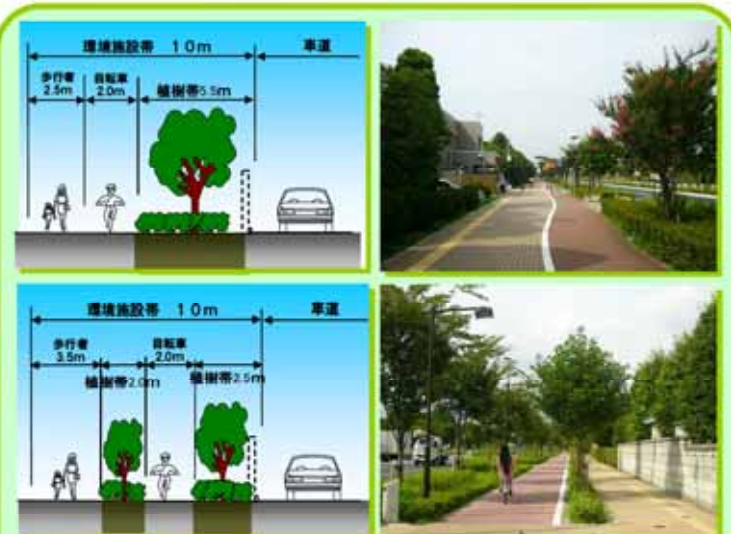 環境施設帯 10m 車道
歩行者 自転車 植樹帯5.5m
2.5m 2.0m
環境施設帯 10m 車道
歩行者 自転車
3.5m 2.0m
植樹帯2.0m 植樹帯2.5m